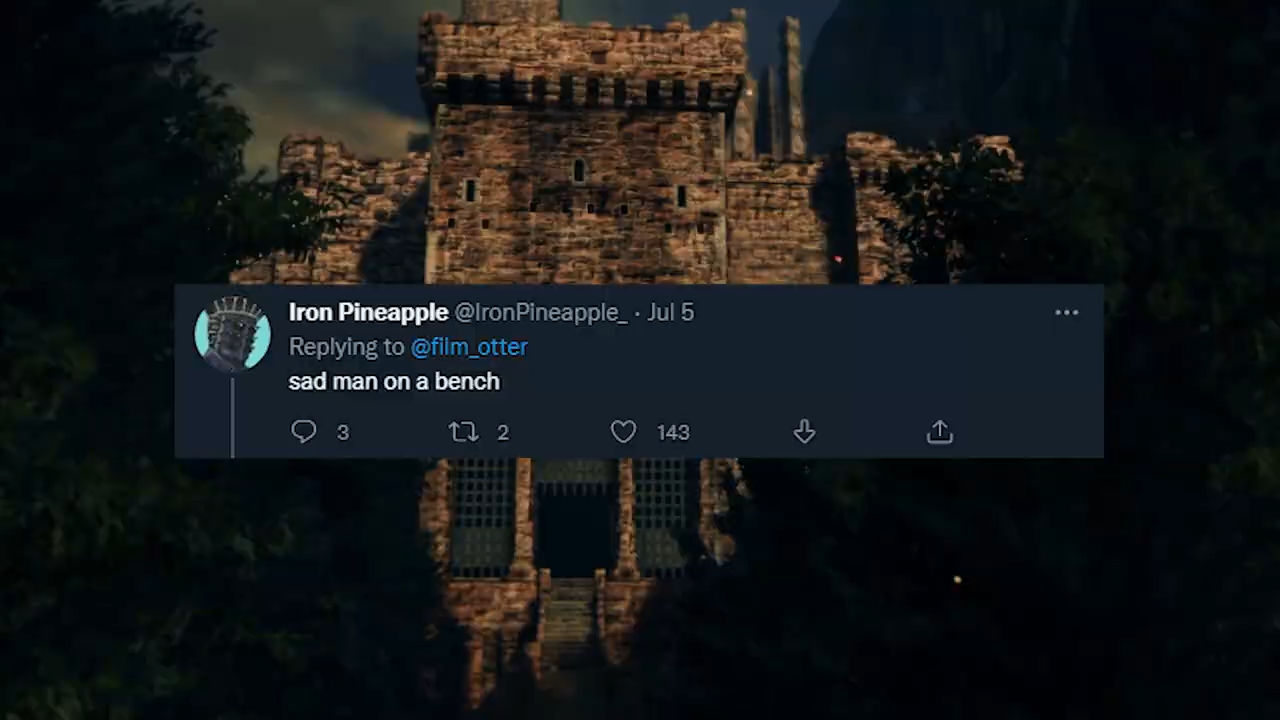 Iron Pineapple @IronPineapple_ · Jul 5
Replying to @film_otter
sad man on a bench
3 2 143